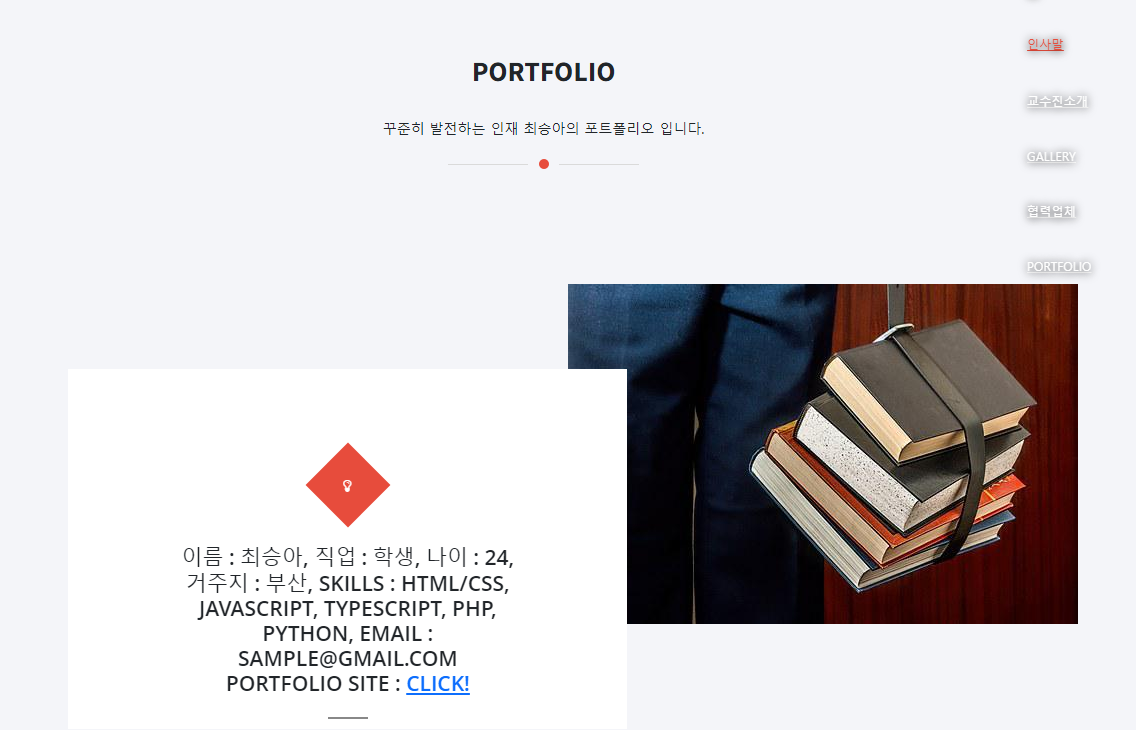 PORTFOLIO
꾸준히 발전하는 인재 최승아의 포트폴리오 입니다.
인사말
교수진소개
GALLERY
협력업체
PORTFOLIO
이름 : 최승아, 직업 : 학생, 나이 : 24,
거주지 : 부산, SKILLS : HTML/CSS,
JAVASCRIPT, TYPESCRIPT, PHP,
PYTHON, EMAIL :
SAMPLE@GMAIL.COM
PORTFOLIO SITE : CLICK!